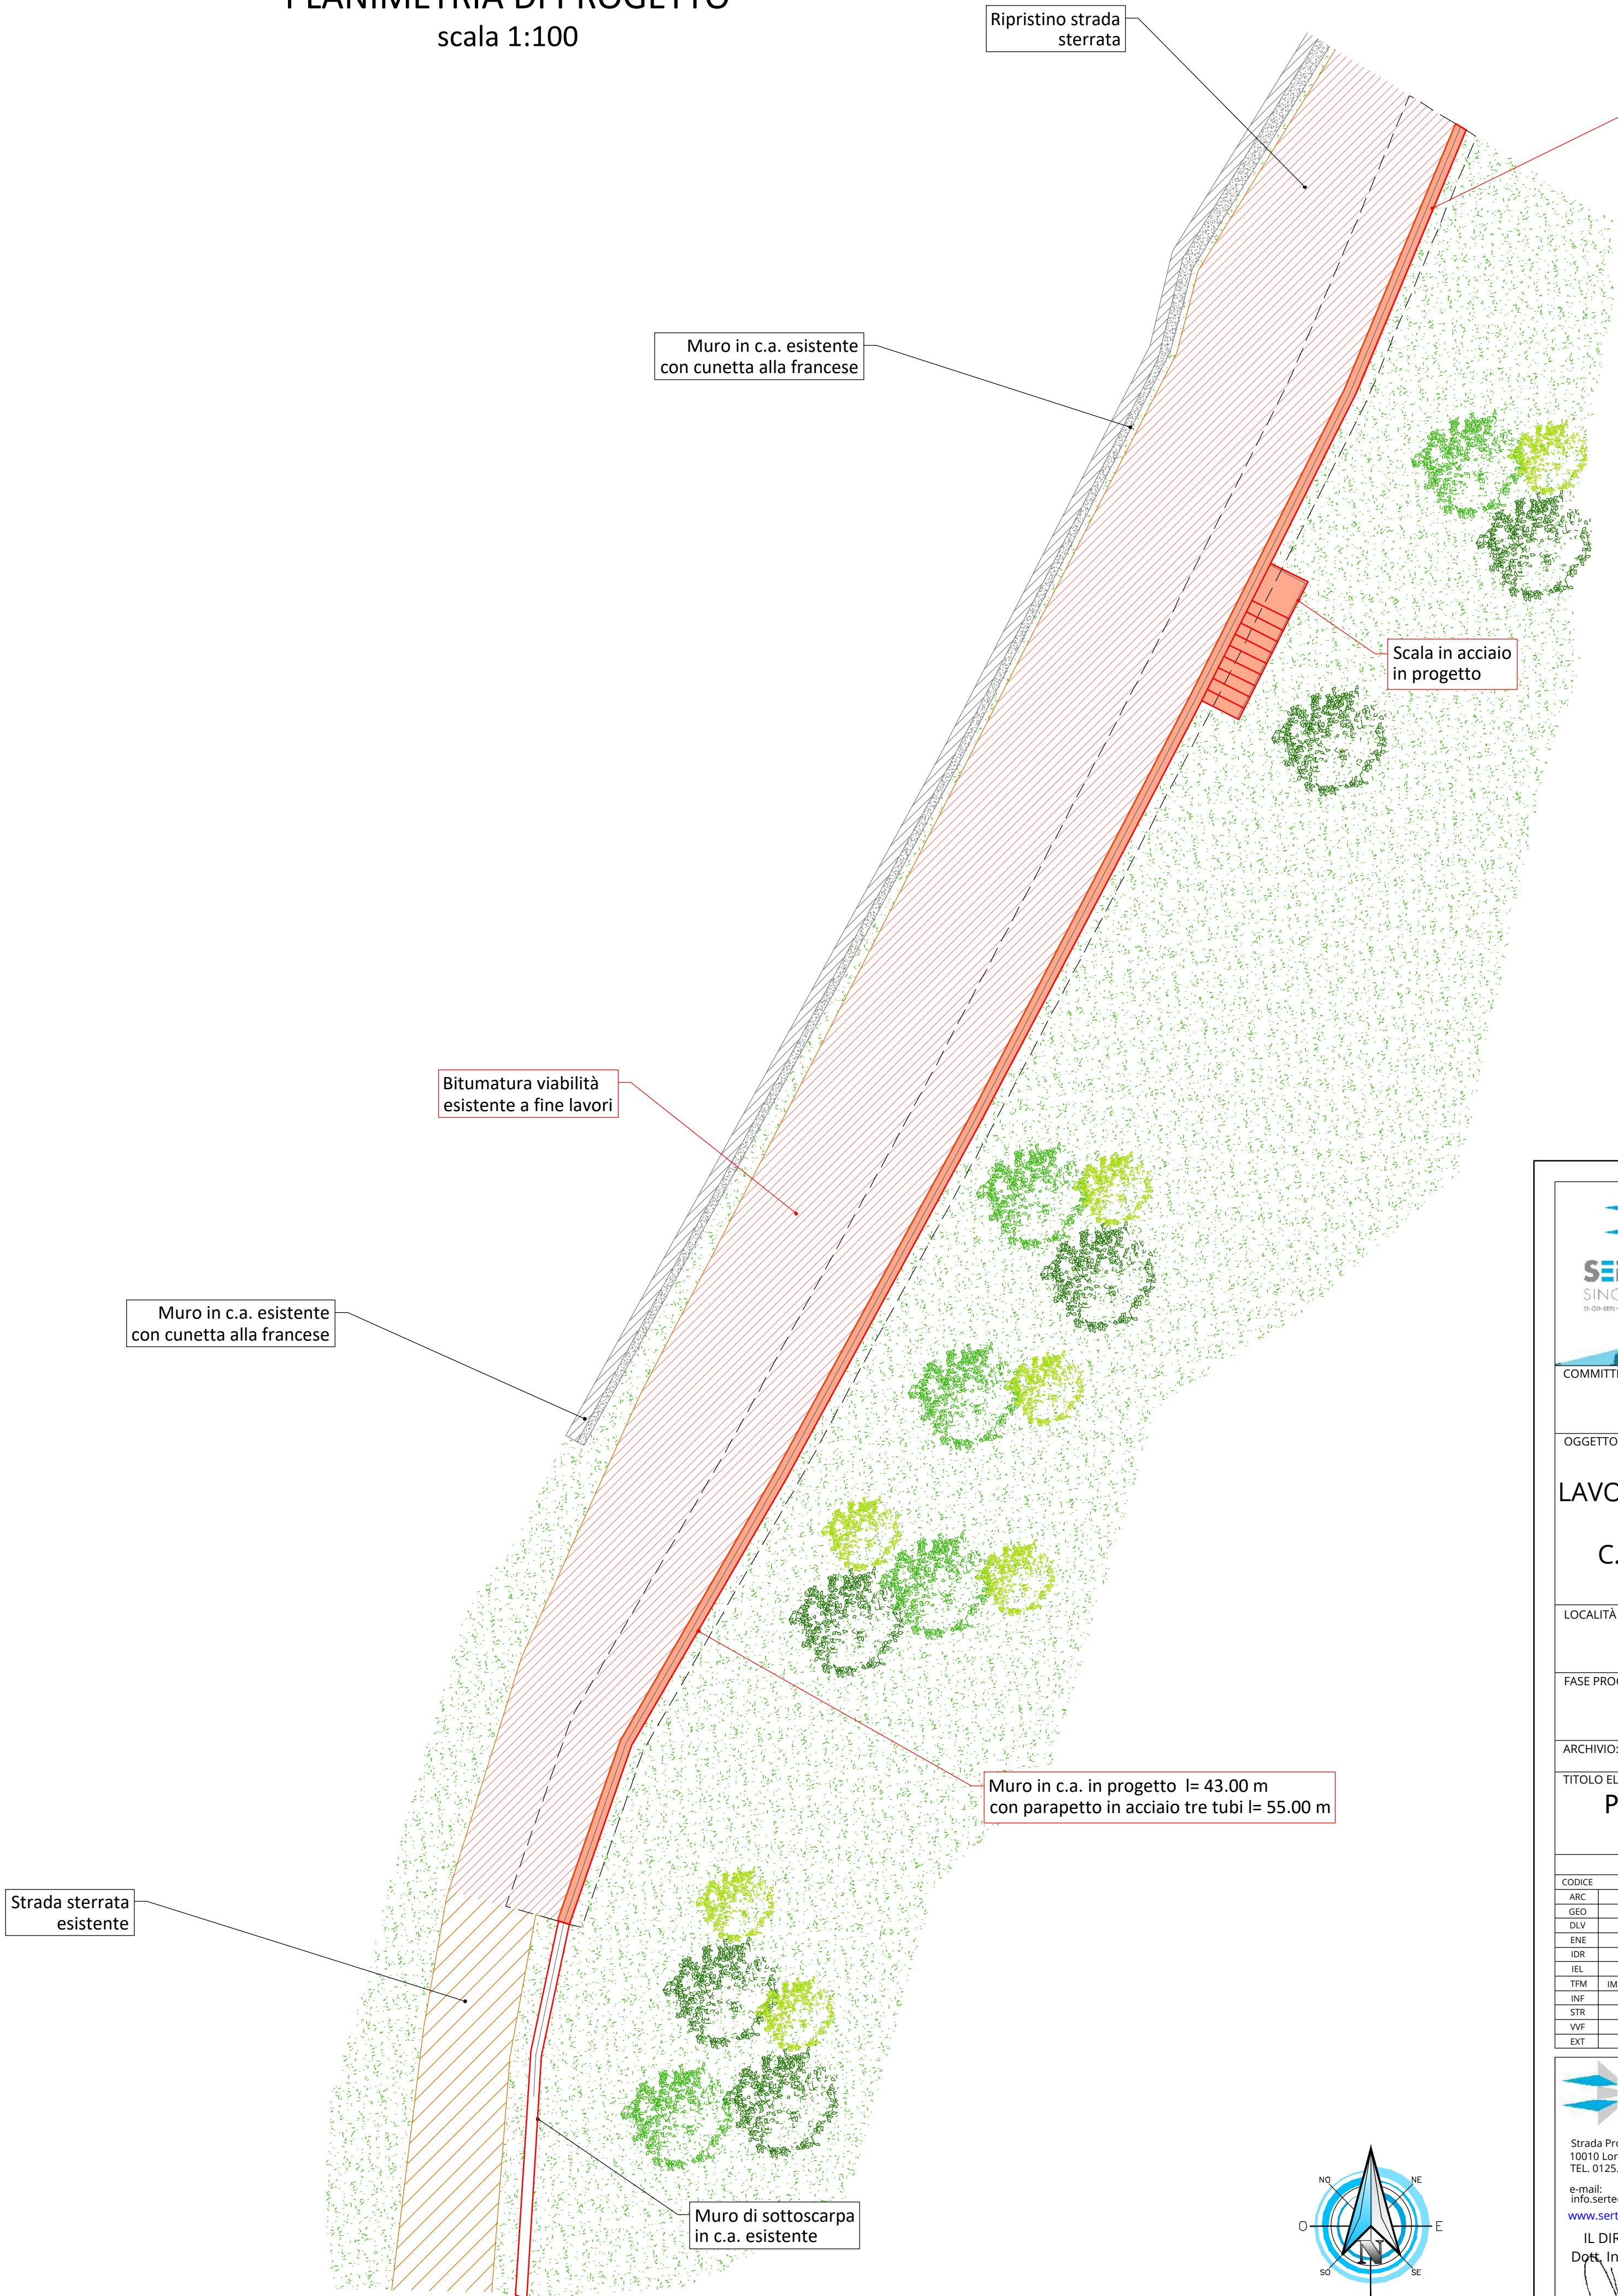 PLANIMETRIA DI PROGETTO
scala 1:100
Ripristino strada
sterrata
Muro in c.a. esistente
con cunetta alla francese
Scala in acciaio
in progetto
Bitumatura viabilità
esistente a fine lavori
Muro in c.a. esistente
con cunetta alla francese
Muro in c.a. in progetto l= 43.00 m
con parapetto in acciaio tre tubi l= 55.00 m
Strada sterrata
esistente
Muro di sottoscarpa
in c.a. esistente
NO
NE
O
E
N
SO
SE
SINC
COMMITT
OGGETTO
LAVO
C.
LOCALITÀ
FASE PRO
ARCHIVIO:
TITOLO EL
P
CODICE
ARC
GEO
DLV
ENE
IDR
IEL
TFM IM
INF
STR
VVF
EXT
Strada Pro
10010 Lor
TEL. 0125.
e-mail:
info.serte
www.sert
IL DIR
Dott. In